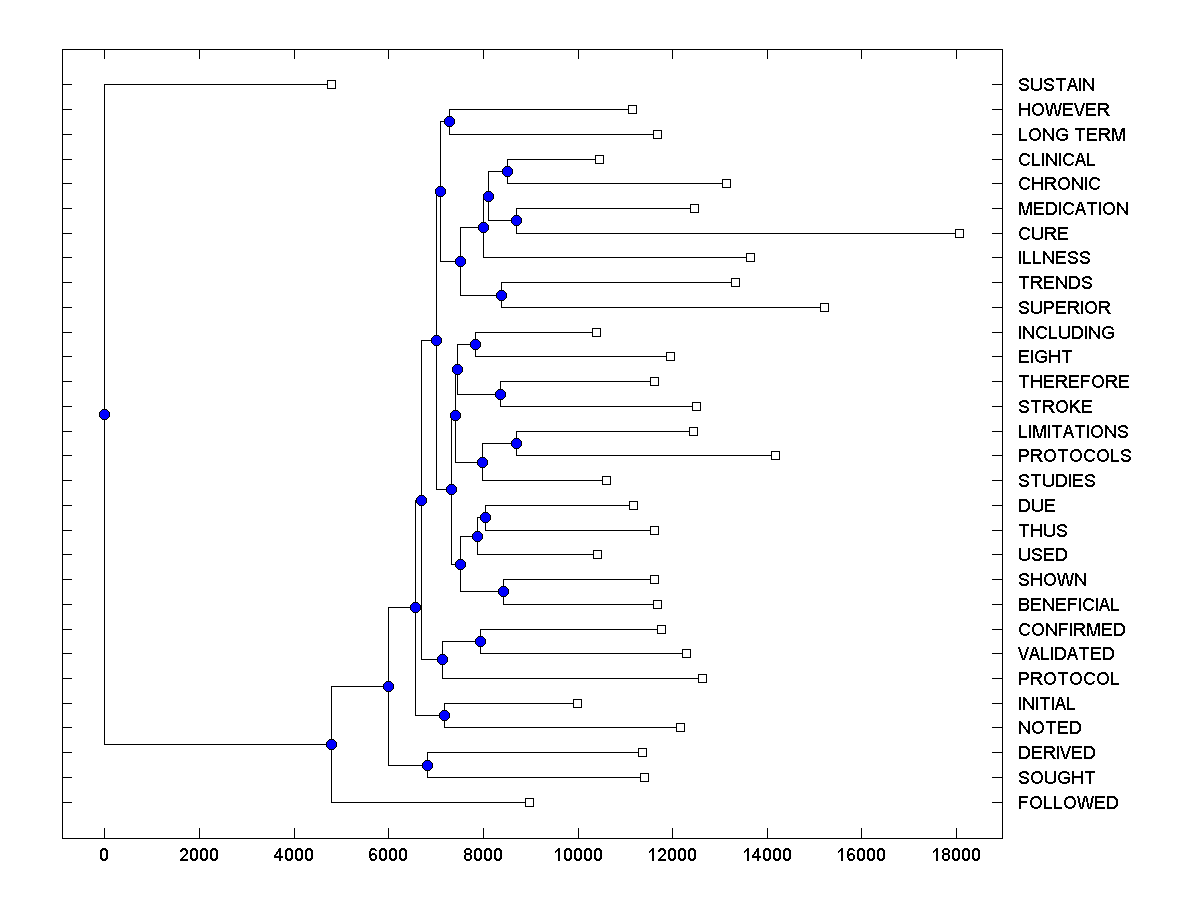 SUSTAIN
HOWEVER
LONG TERM
CLINICAL
CHRONIC
MEDICATION
CURE
ILLNESS
TRENDS
SUPERIOR
INCLUDING
EIGHT
THEREFORE
STROKE
LIMITATIONS
PROTOCOLS
STUDIES
DUE
THUS
USED
SHOWN
BENEFICIAL
CONFIRMED
VALIDATED
PROTOCOL
INITIAL
NOTED
DERIVED
SOUGHT
FOLLOWED
0 2000 4000 6000 8000 10000 12000 14000 16000 18000